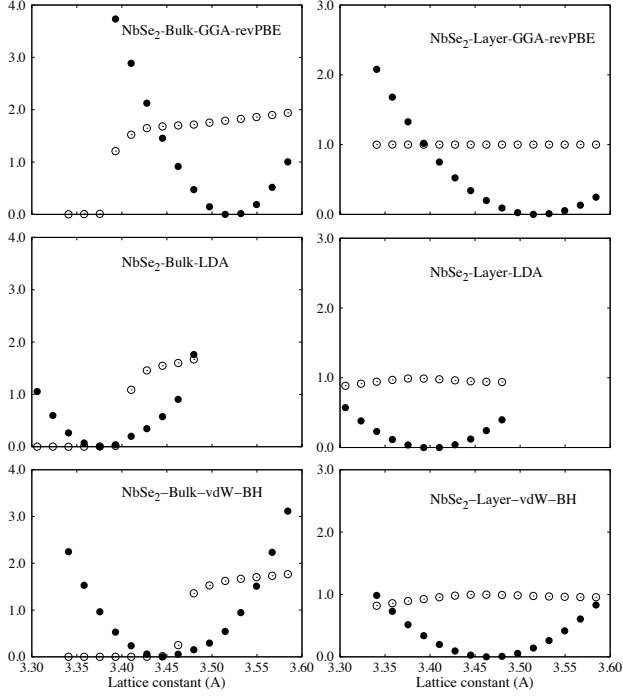 4.0
3.0
2.0
1.0
0.0
NbSe2-Bulk-GGA-revPBE
3.0
2.0
1.0
0.0
NbSe2-Layer-GGA-revPBE
4.0
3.0
2.0
1.0
0.0
NbSe2-Bulk-LDA
3.0
2.0
1.0
0.0
NbSe2-Layer-LDA
4.0
3.0
2.0
1.0
0.0
NbSe2−Bulk−vdW−BH
3.30 3.35 3.40 3.45 3.50 3.55 3.60
Lattice constant (A)
3.0
2.0
1.0
0.0
NbSe2−Layer−vdW−BH
3.30 3.35 3.40 3.45 3.50 3.55 3.60
Lattice constant (A)